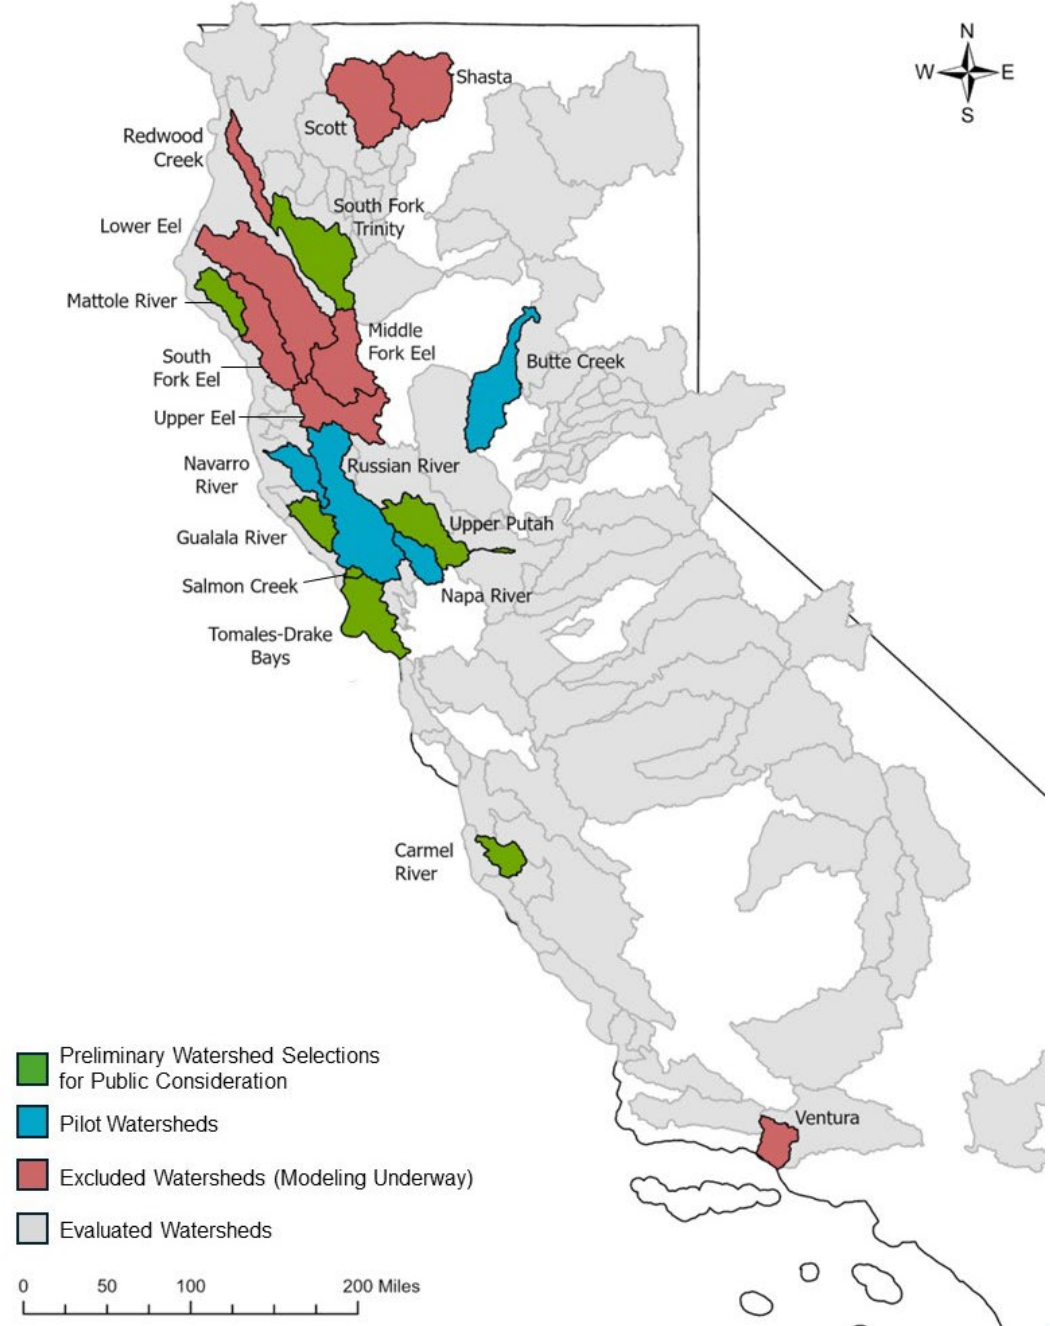 N
W
E
S
Shasta
Scott
Redwood
Creek
South Fork
Trinity
Lower Eel
Mattole River
Middle
Fork Eel
South
Fork Eel
Butte Creek
Upper Eel
Navarro
River
Russian River
Upper Putah
Gualala River
Salmon Creek
Napa River
Tomales-Drake
Bays
Carmel
River
Ventura
Preliminary Watershed Selections
for Public Consideration
Pilot Watersheds
Excluded Watersheds (Modeling Underway)
Evaluated Watersheds
0 50 100 200 Miles